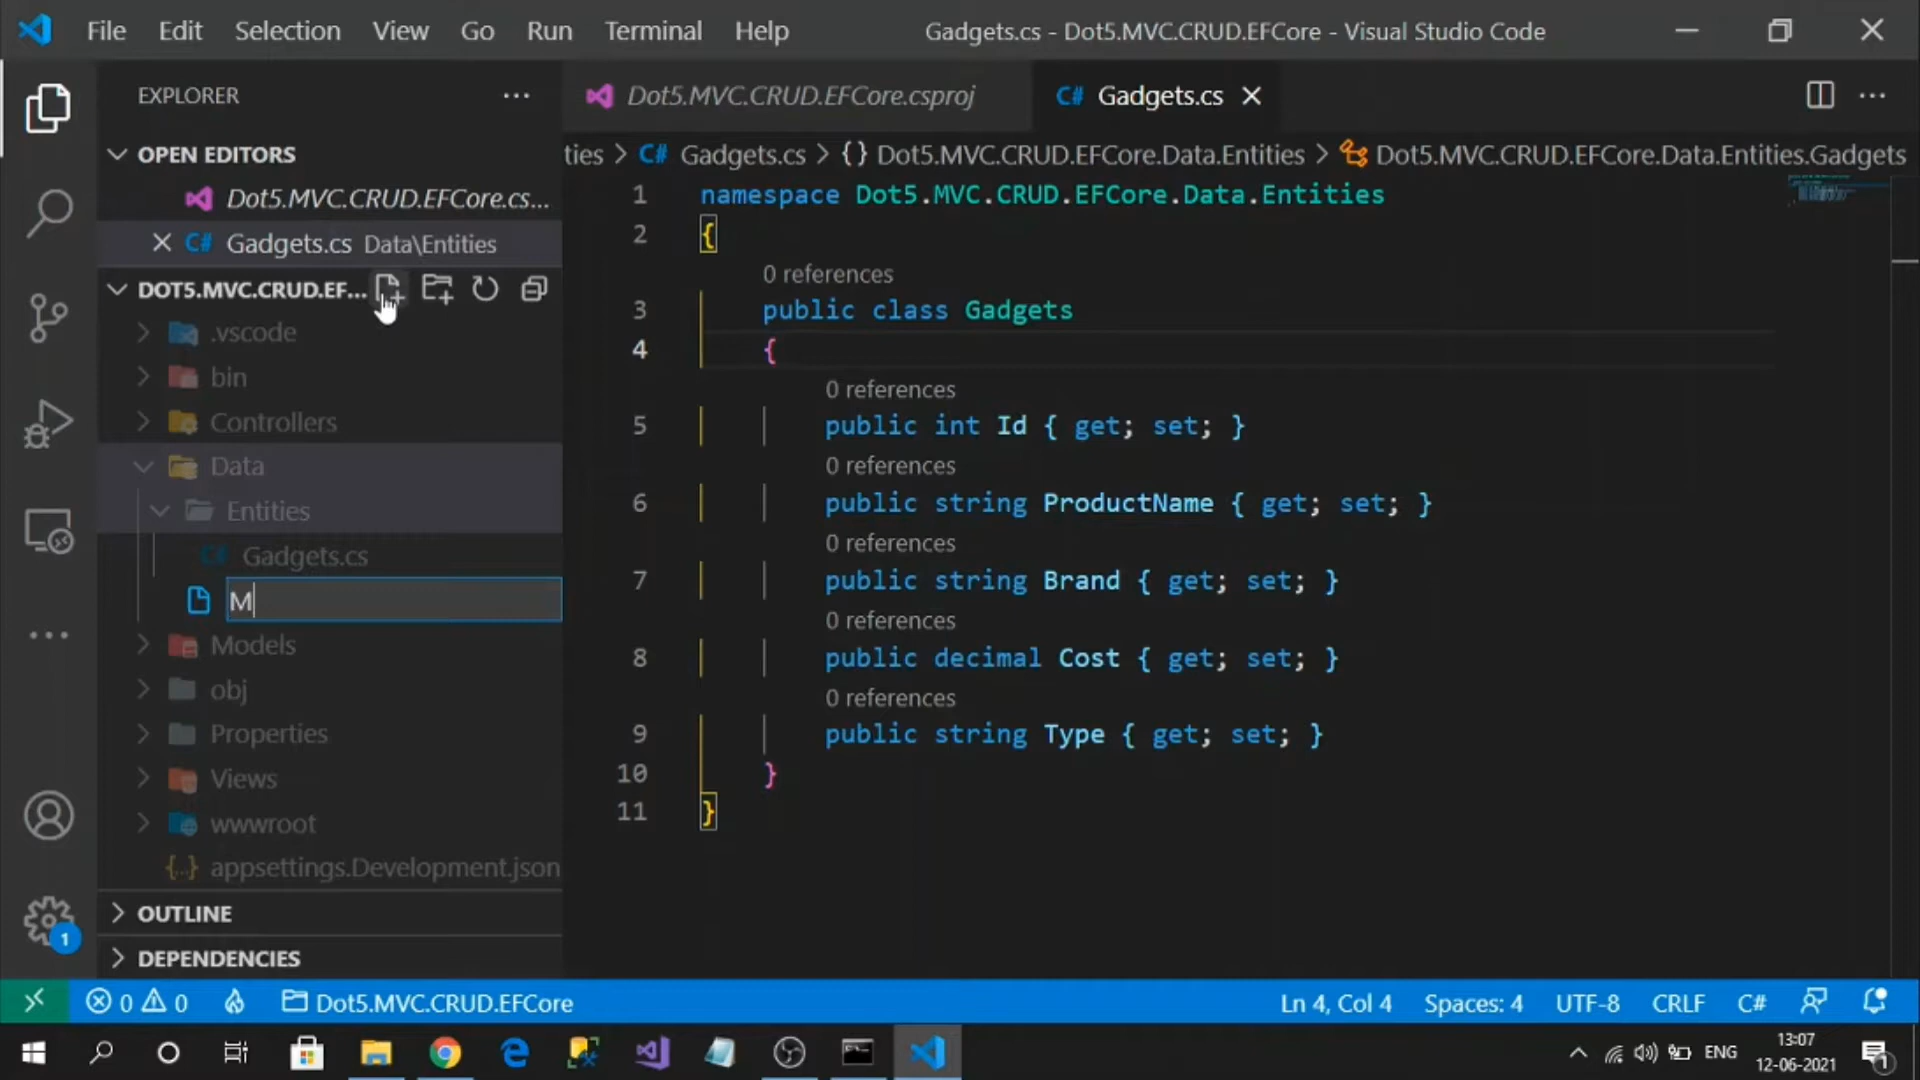 File Edit Selection View Go Run Terminal Help Gadgets.cs - Dot5.MVC.CRUD.EFCore - Visual Studio Code
EXPLORER
OPEN EDITORS
Dot5.MVC.CRUD.EFCore.cs...
Gadgets.cs Data\Entities
DOT5.MVC.CRUD.EF...
.vscode
bin
Controllers
Data
Entities
C# Gadgets.cs
M
Models
obj
Properties
Views
wwwroot
{..} appsettings.Development.json
OUTLINE
DEPENDENCIES
Dot5.MVC.CRUD.EFCore.csproj
C# Gadgets.cs
ties > C# Gadgets.cs > {} Dot5.MVC.CRUD.EFCore.Data.Entities > Dot5.MVC.CRUD.EFCore.Data.Entities.Gadgets
1 namespace Dot5.MVC.CRUD.EFCore.Data.Entities
2 {
0 references
3 public class Gadgets
4 {
0 references
5 public int Id { get; set; }
0 references
6 public string ProductName { get; set; }
0 references
7 public string Brand { get; set; }
0 references
8 public decimal Cost { get; set; }
0 references
9 public string Type { get; set; }
10 }
11 }
1
0 0 Dot5.MVC.CRUD.EFCore Ln 4, Col 4 Spaces: 4 UTF-8 CRLF C#
ENG 13:07
12-06-2021
1